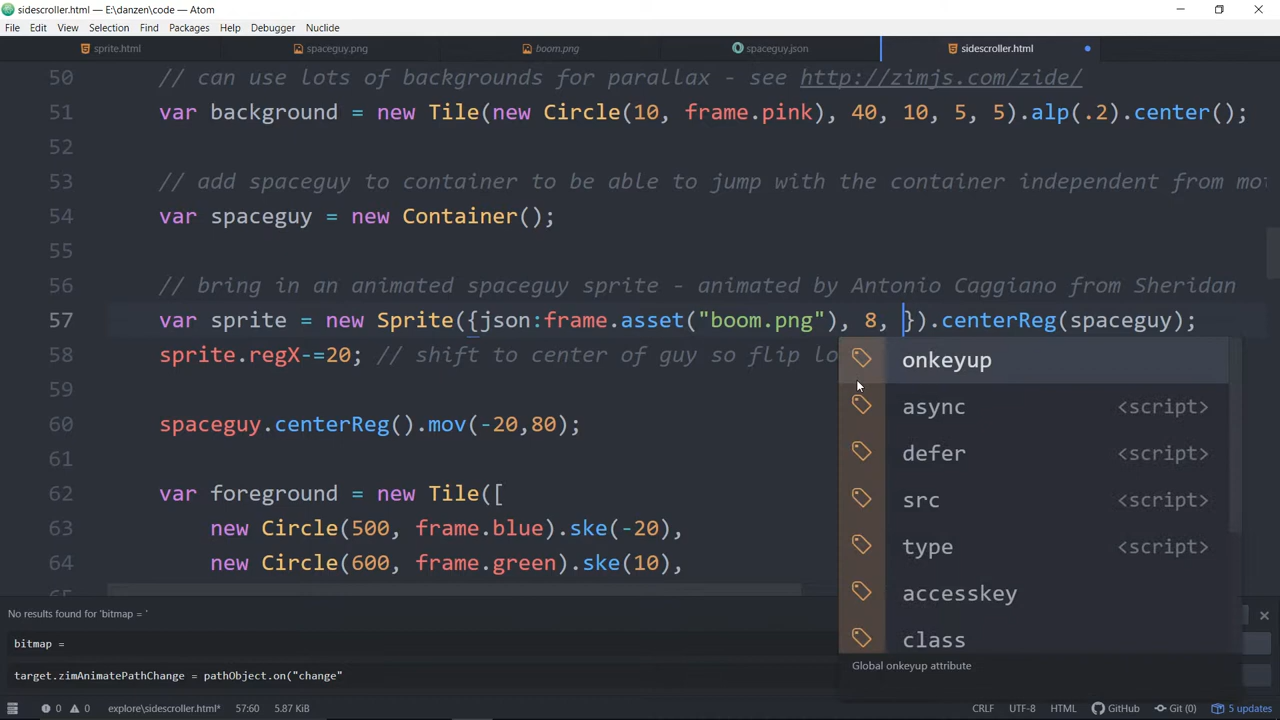 sidescroller.html — E:\danzen\code — Atom
File Edit View Selection Find Packages Help Debugger Nuclide
sprite.html spaceguy.png boom.png spaceguy.json sidescroller.html
50 // can use lots of backgrounds for parallax - see http://zimjs.com/zide/
51 var background = new Tile(new Circle(10, frame.pink), 40, 10, 5, 5).alp(.2).center();
52
53 // add spaceguy to container to be able to jump with the container independent from mo
54 var spaceguy = new Container();
55
56 // bring in an animated spaceguy sprite - animated by Antonio Caggiano from Sheridan
57 var sprite = new Sprite({json:frame.asset("boom.png"), 8, }).centerReg(spaceguy);
58 sprite.regX-=20; // shift to center of guy so flip lo
59
60 spaceguy.centerReg().mov(-20,80);
61
62 var foreground = new Tile([
63 new Circle(500, frame.blue).ske(-20),
64 new Circle(600, frame.green).ske(10),
onkeyup
async <script>
defer <script>
src <script>
type <script>
accesskey
class
Global onkeyup attribute
No results found for 'bitmap = '
bitmap =
target.zimAnimatePathChange = pathObject.on("change"
0 0 explore\sidescroller.html* 57:60 5.87 KiB CRLF UTF-8 HTML GitHub Git (0) 5 updates